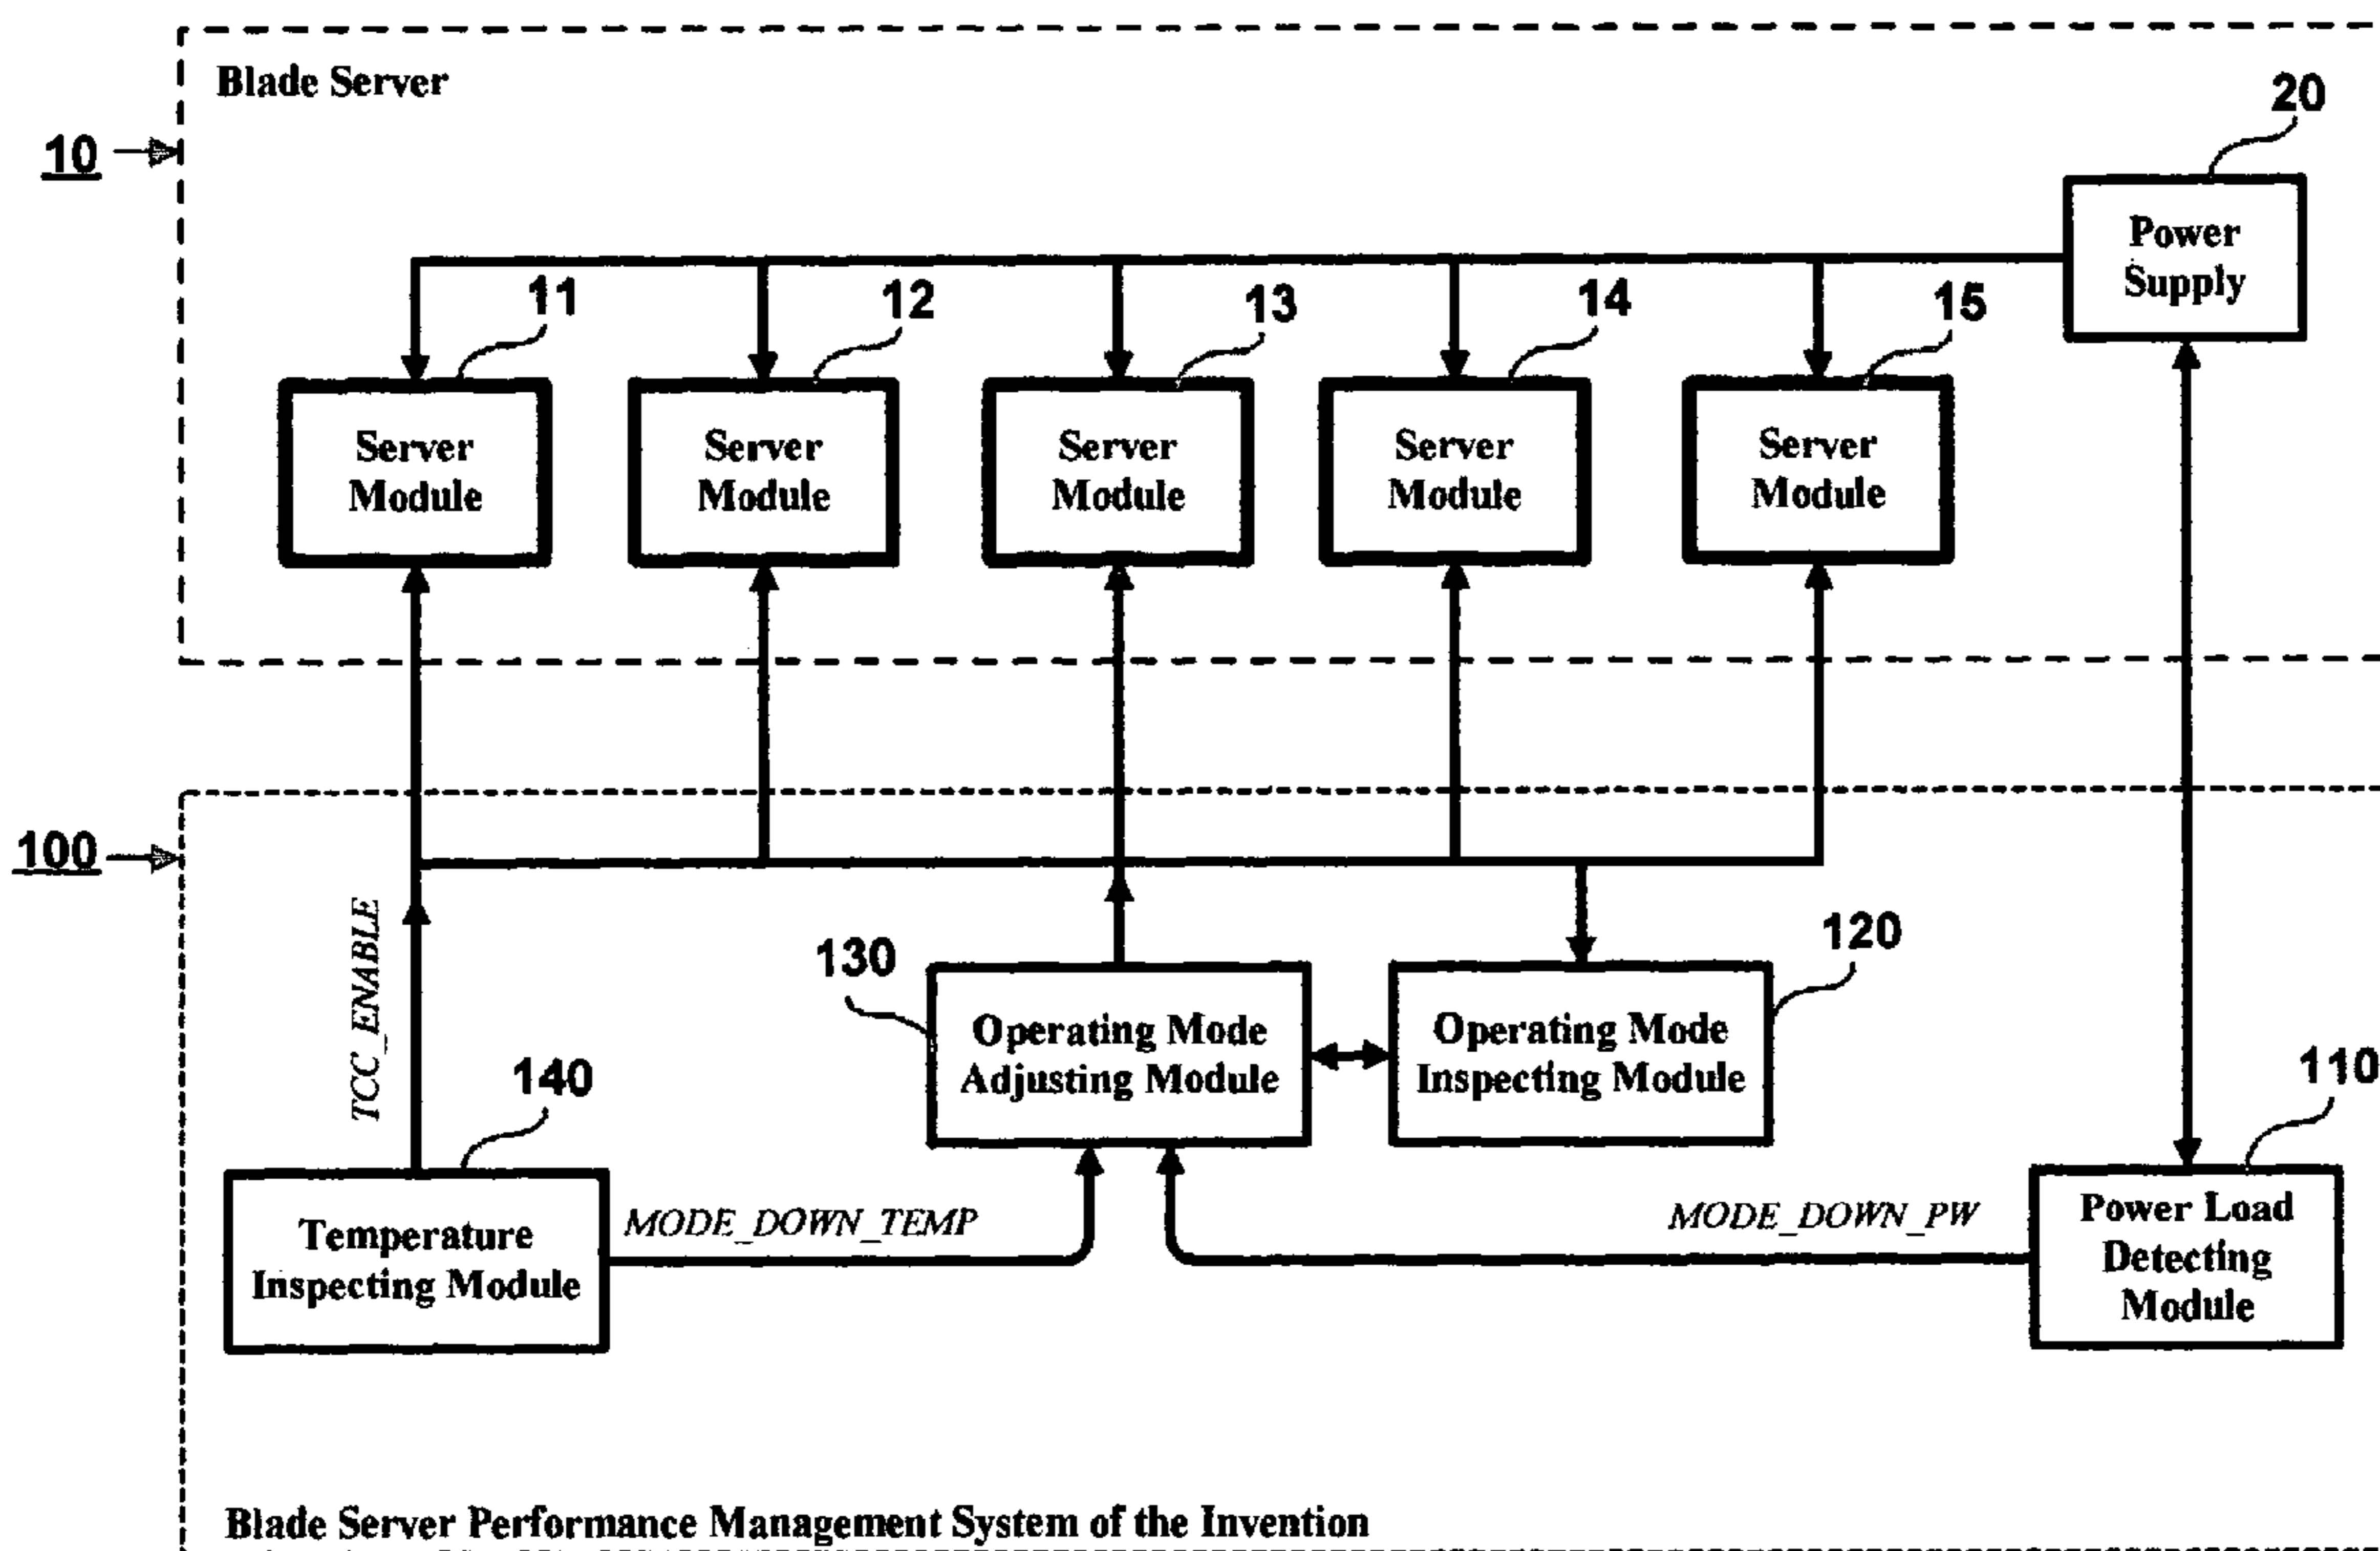 Blade Server
10
20
Power
Supply
11
12
13
14
15
Server
Module
Server
Module
Server
Module
Server
Module
Server
Module
100
TCC_ENABLE
130
120
Operating Mode
Adjusting Module
Operating Mode
Inspecting Module
140
110
Temperature
Inspecting Module
MODE_DOWN_TEMP
MODE_DOWN_PW
Power Load
Detecting
Module
Blade Server Performance Management System of the Invention